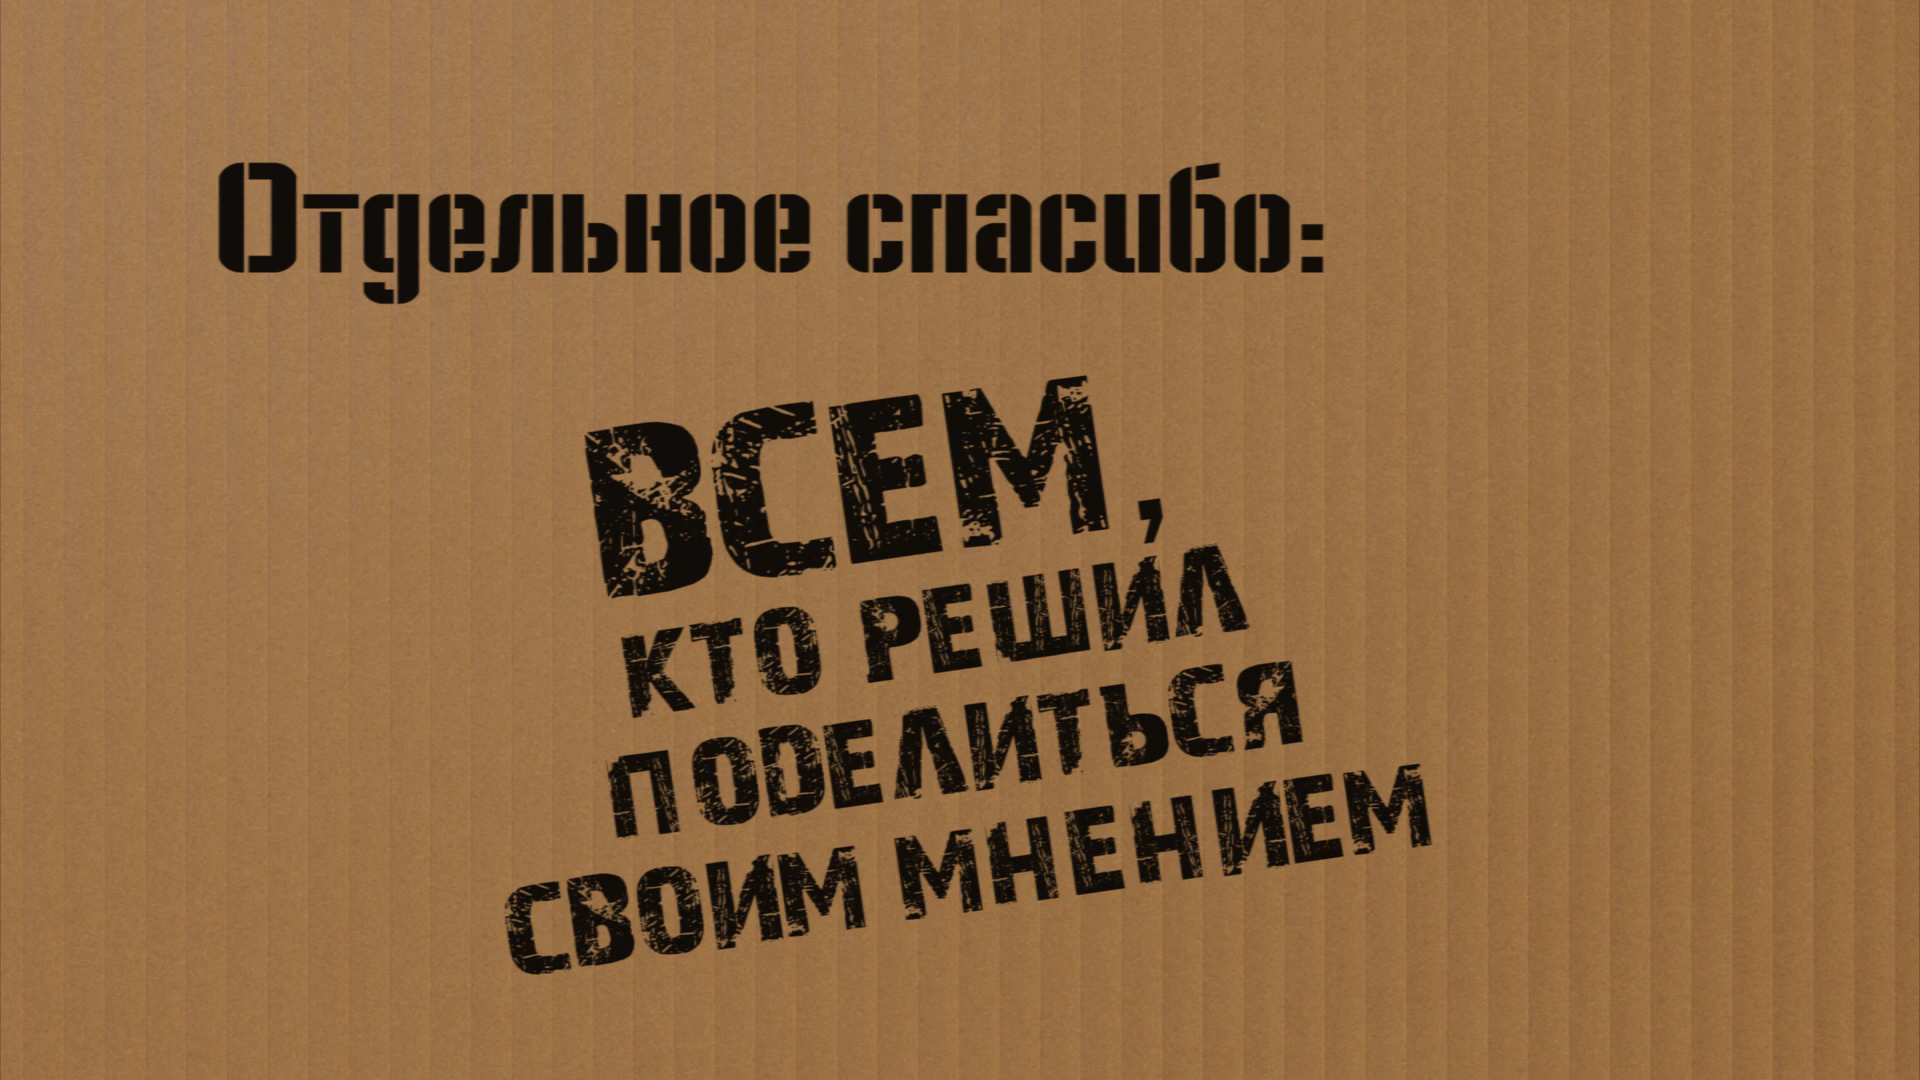 Отдельное спасибо:
ВСЕМ,
КТО РЕШИЛ
ПОДЕЛИТЬСЯ
СВОИМ МНЕНИЕМ